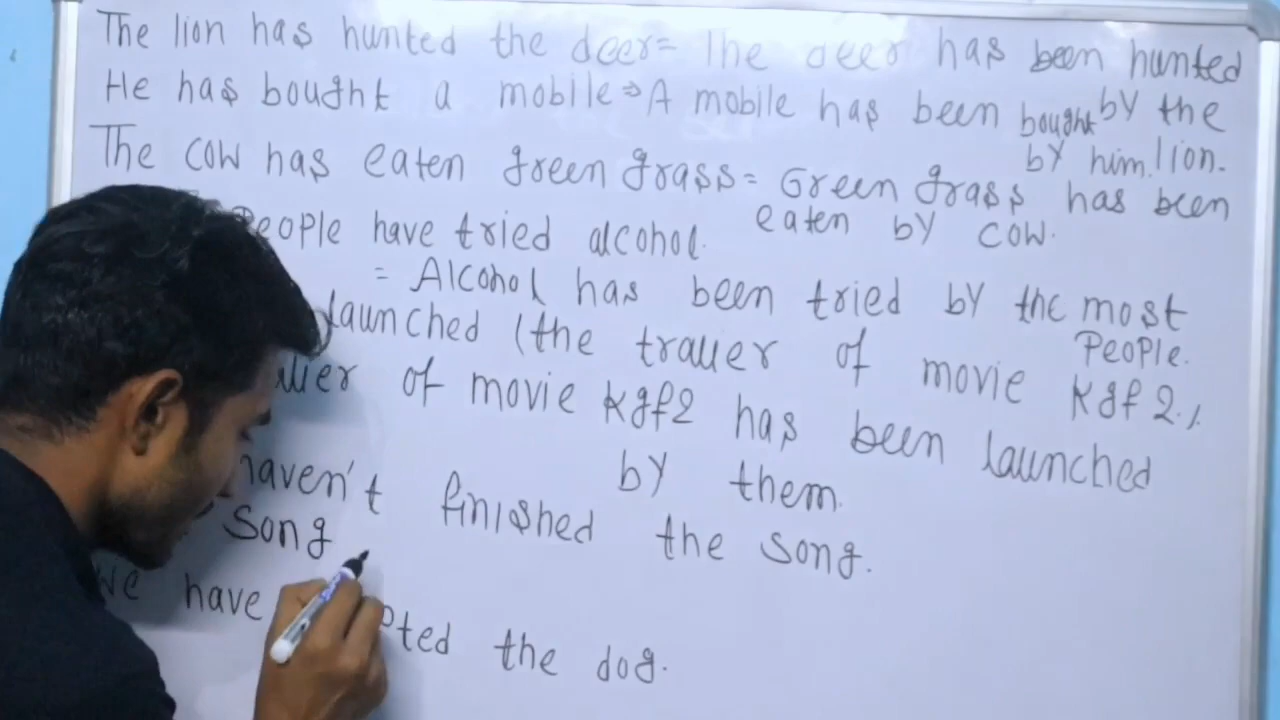 The lion has hunted the deer= The deer has been hunted
by the lion.
He has bought a mobile⇒A mobile has been bought
by him.
The cow has eaten green grass= Green grass has been
eaten by cow.
People have tried alcohol.
= Alcohol has been tried by the most
People.
launched (the trailer of movie Kgf 2.
of movie Kgf2 has been launched
by them.
haven't finished the song.
song
we have the dog.